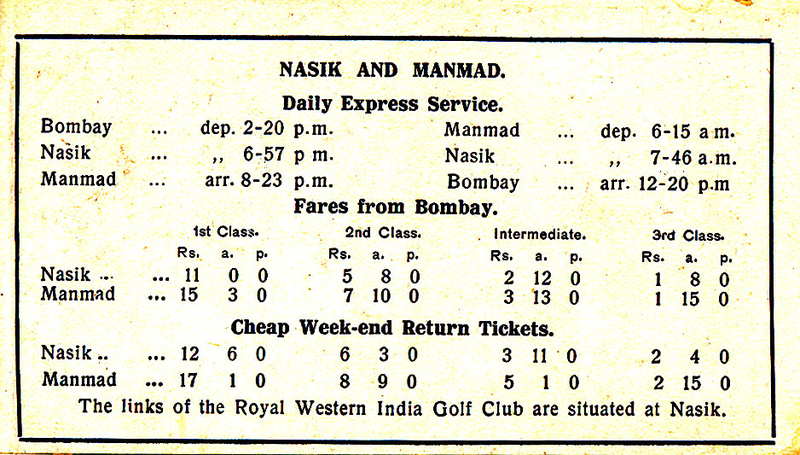 NASIK AND MANMAD.
Daily Express Service.
Bombay ... dep. 2-20 p.m. Manmad ... dep. 6-15 a m.
Nasik ... ,, 6-57 p m. Nasik ... ,, 7-46 a.m.
Manmad ... arr. 8-23 p.m. Bombay ... arr. 12-20 p.m
Fares from Bombay.
1st Class. 2nd Class. Intermediate. 3rd Class.
Rs. a. p. Rs. a. p. Rs. a. p. Rs. a. p.
Nasik ... ... 11 0 0 5 8 0 2 12 0 1 8 0
Manmad ... 15 3 0 7 10 0 3 13 0 1 15 0
Cheap Week-end Return Tickets.
Nasik .. ... 12 6 0 6 3 0 3 11 0 2 4 0
Manmad ... 17 1 0 8 9 0 5 1 0 2 15 0
The links of the Royal Western India Golf Club are situated at Nasik.